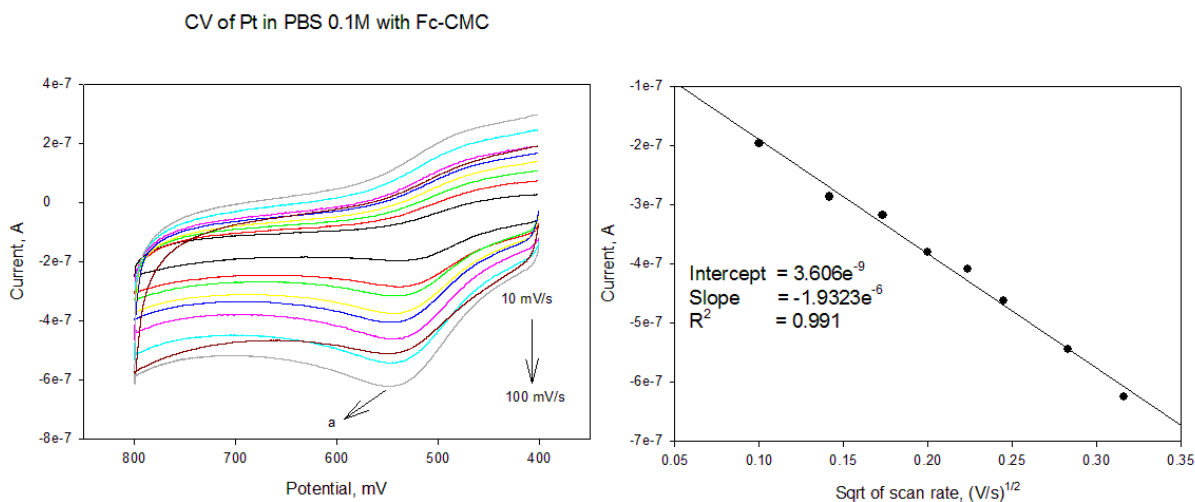 CV of Pt in PBS 0.1M with Fc-CMC
4e-7
2e-7
0
-2e-7
-4e-7
-6e-7
-8e-7
Current, A
10 mV/s
100 mV/s
a
800
700
600
500
400
Potential, mV
-1e-7
-2e-7
-3e-7
-4e-7
-5e-7
-6e-7
-7e-7
Current, A
Intercept = 3.606e-9
Slope = -1.9323e-6
R2 = 0.991
0.05
0.10
0.15
0.20
0.25
0.30
0.35
Sqrt of scan rate, (V/s)1/2